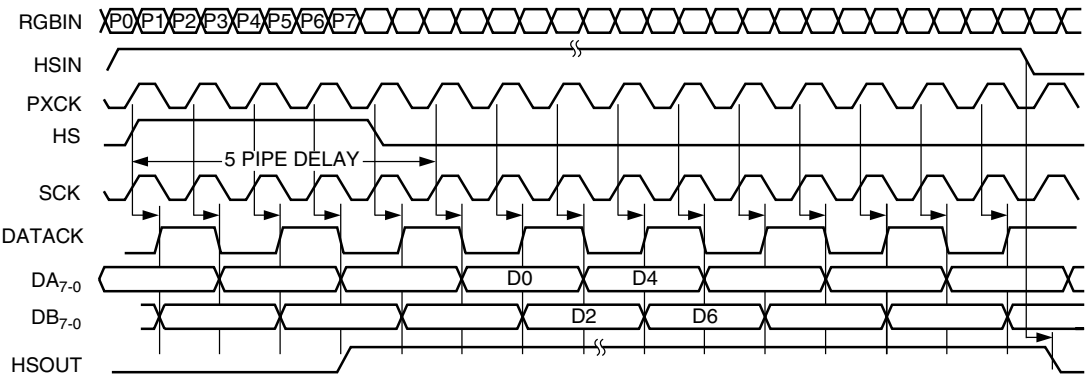 RGBIN P0 P1 P2 P3 P4 P5 P6 P7
HSIN
PXCK
HS
5 PIPE DELAY
SCK
DATACK
DA7-0 D0 D4
DB7-0 D2 D6
HSOUT